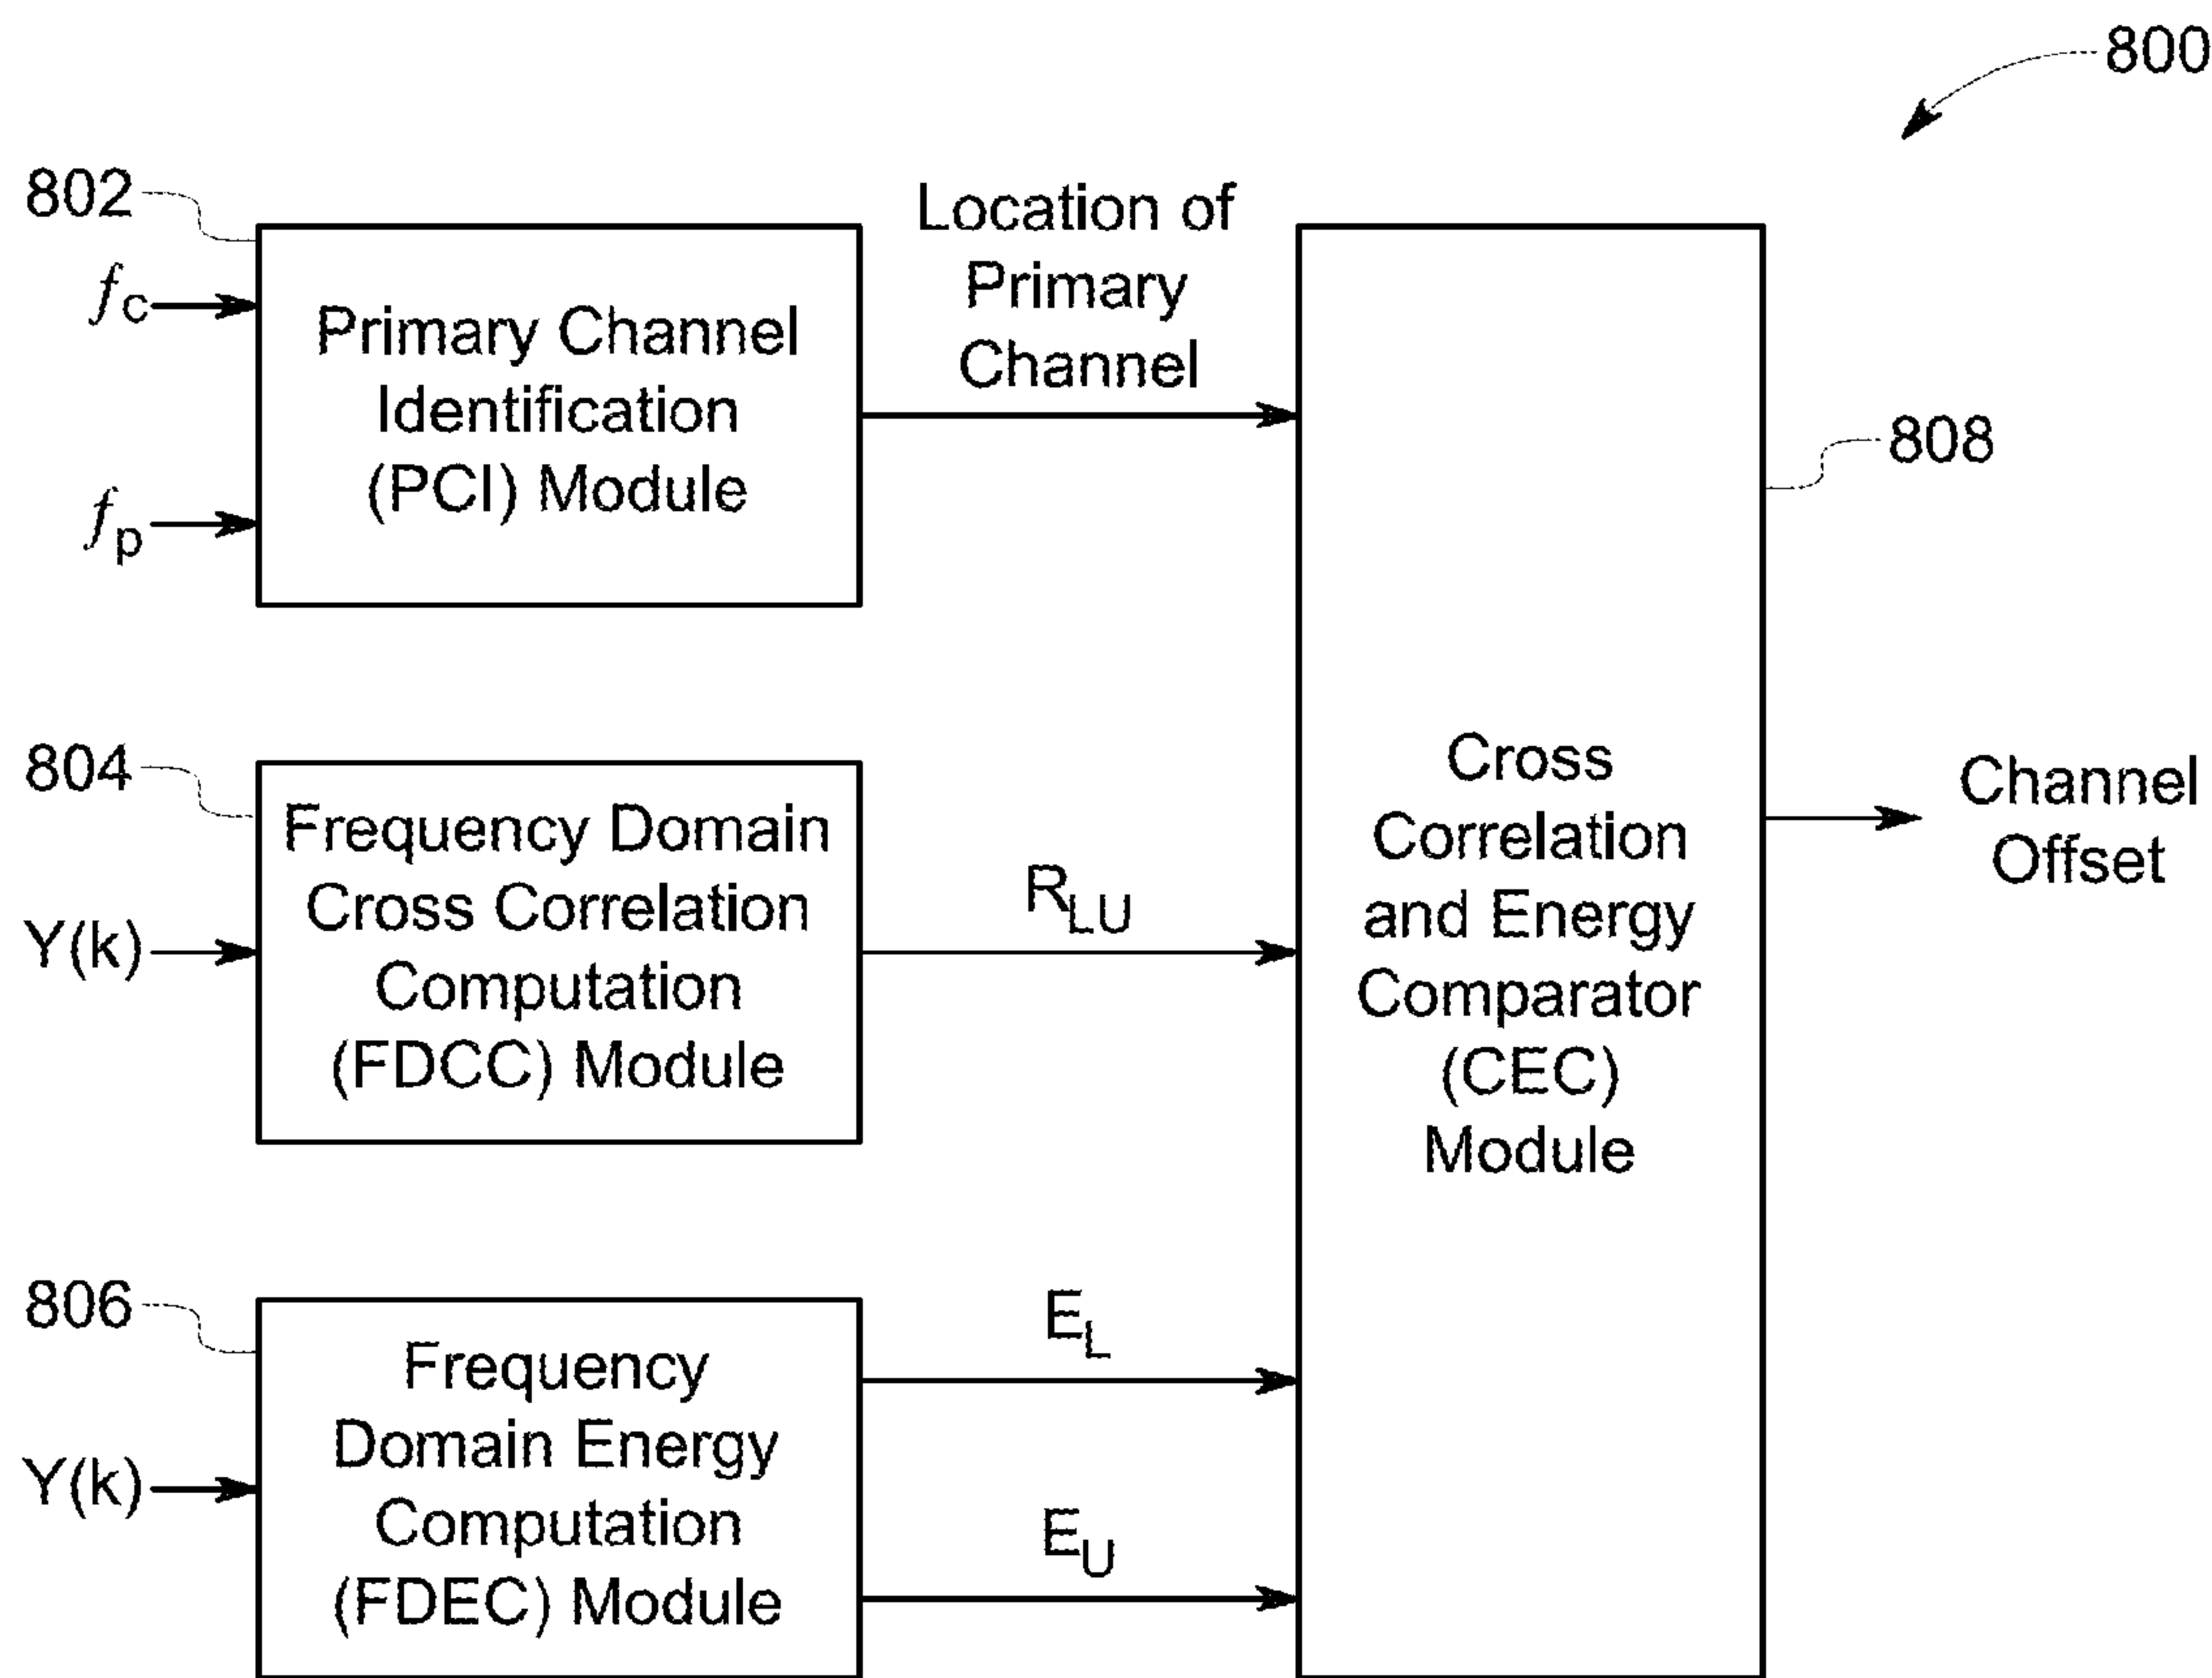 800
802
fC
fp
Primary Channel
Identification
(PCI) Module
Location of
Primary
Channel
808
804
Y(k)
Frequency Domain
Cross Correlation
Computation
(FDCC) Module
RLU
Cross
Correlation
and Energy
Comparator
(CEC)
Module
Channel
Offset
806
Y(k)
Frequency
Domain Energy
Computation
(FDEC) Module
EL
EU